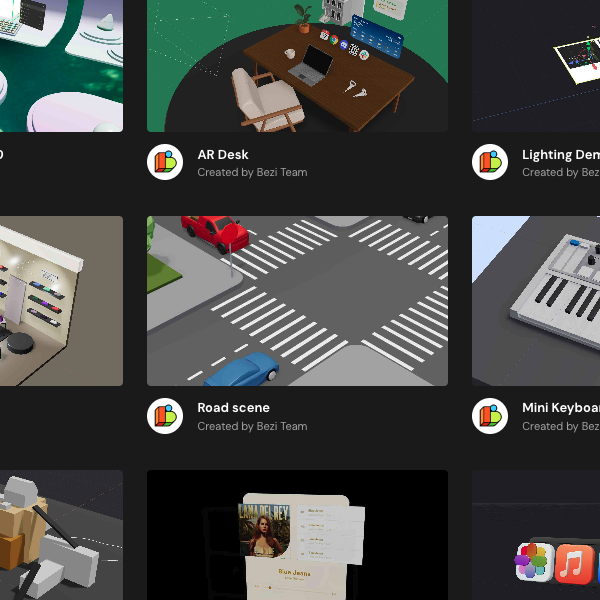 0
AR Desk
Created by Bezi Team
Lighting Dem
Created by Bez
Road scene
Created by Bezi Team
Mini Keyboa
Created by Bez
LANA DEL REY
Blue Jeans